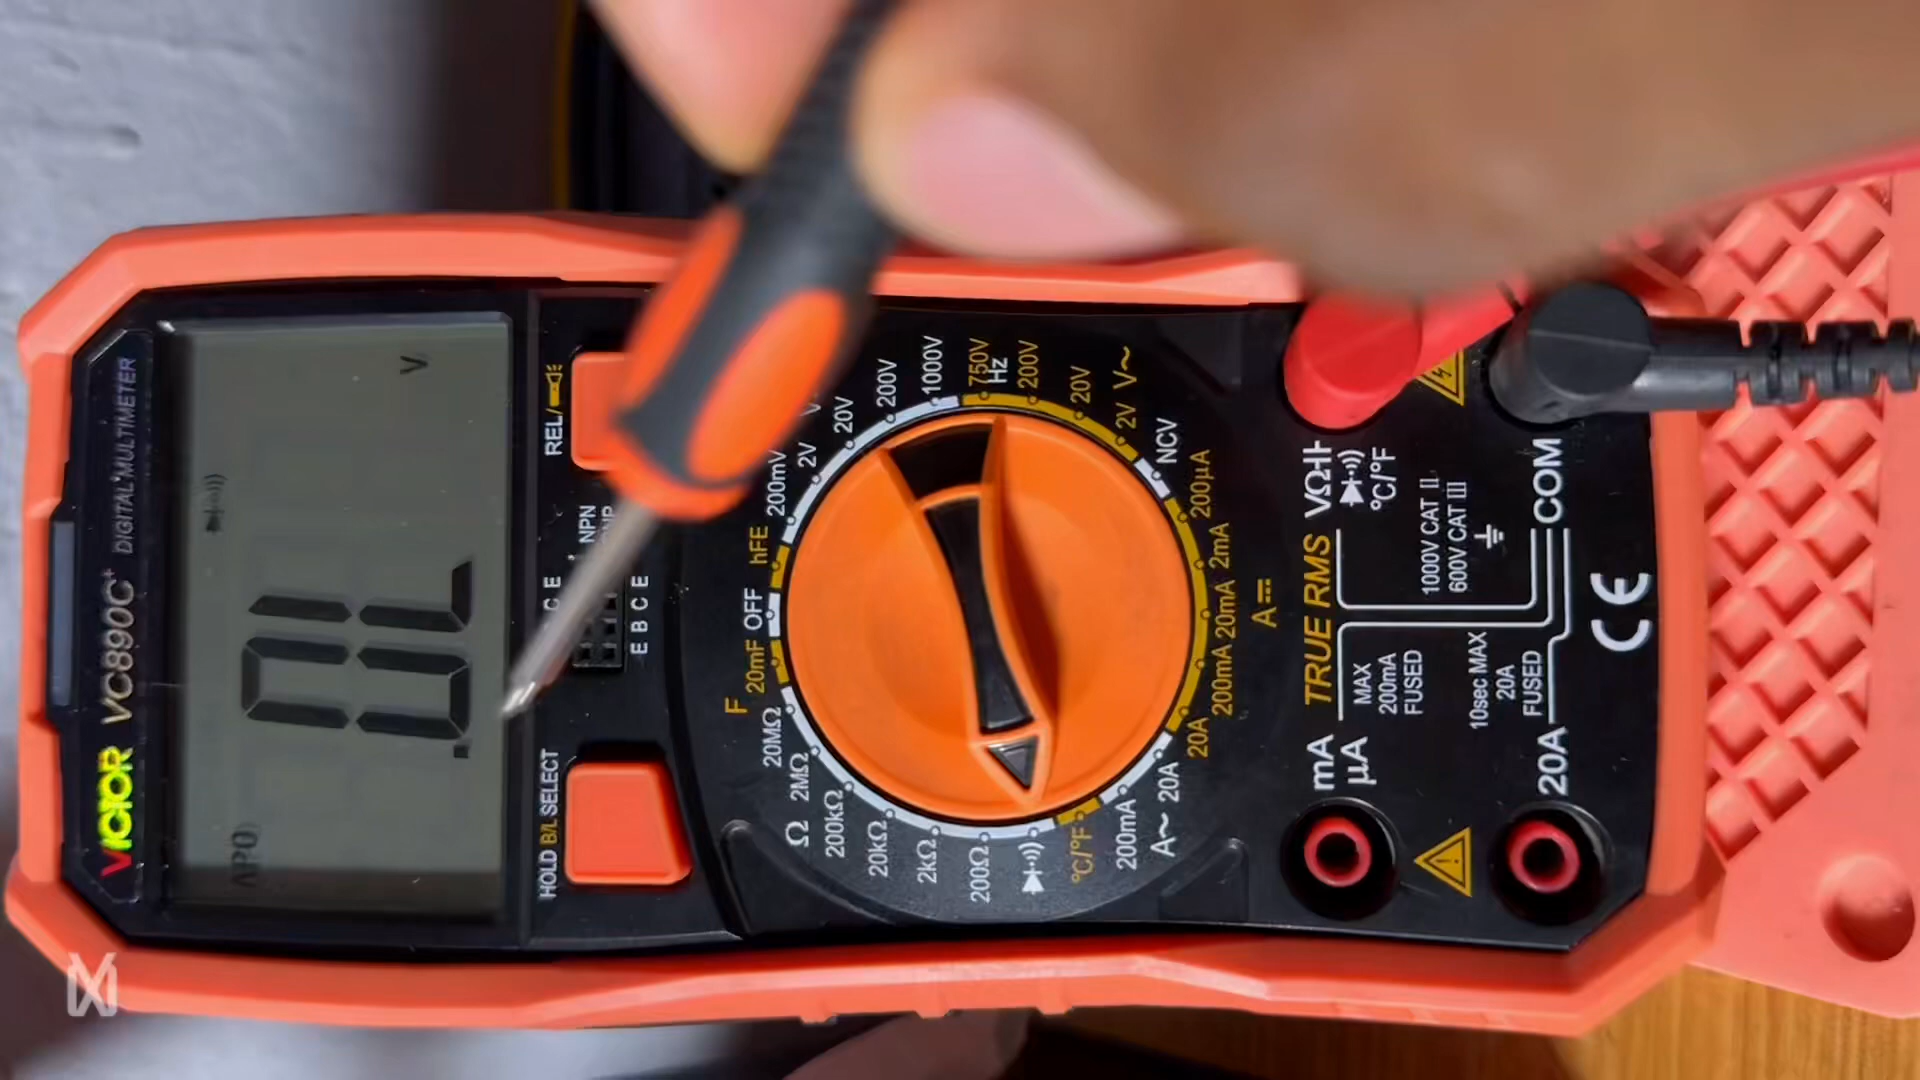 VICTOR VC890C+ DIGITAL MULTIMETER
APO
V
0L
HOLD B/L SELECT
REL/
NPN
C E
E B C E
OFF
hFE
200mV
2V
20V
200V
1000V
750V
Hz
200V
20V
2V V~
NCV
200µA
2mA
20mA
200mA
20A
A⎓
20A
200mA
A~
°C/°F
200Ω
2kΩ
20kΩ
200kΩ
2MΩ
20MΩ
Ω
20mF
F
TRUE RMS
VΩ
°C/°F
1000V CAT II
600V CAT III
COM
MAX
200mA
FUSED
10sec MAX
20A
FUSED
mA
µA
20A
CE